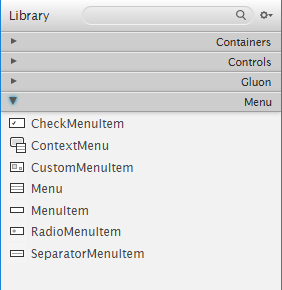 Library
Containers
Controls
Gluon
Menu
CheckMenuItem
ContextMenu
CustomMenuItem
Menu
MenuItem
RadioMenuItem
SeparatorMenuItem